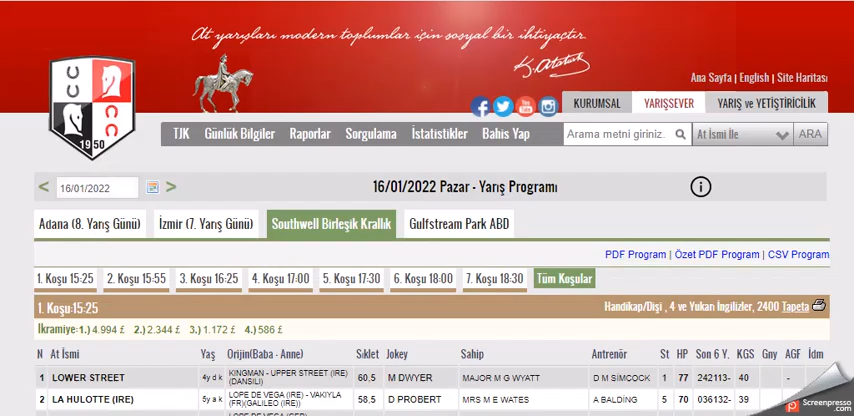 At yarışları modern toplumlar için sosyal bir ihtiyaçtır.
K. Atatürk
Ana Sayfa | English | Site Haritası
KURUMSAL YARIŞSEVER YARIŞ ve YETİŞTİRİCİLİK
1950
TJK Günlük Bilgiler Raporlar Sorgulama İstatistikler Bahis Yap Arama metni giriniz. At İsmi İle ARA
< 16/01/2022 > 16/01/2022 Pazar - Yarış Programı
Adana (8. Yarış Günü) İzmir (7. Yarış Günü) Southwell Birleşik Krallık Gulfstream Park ABD
PDF Program | Özet PDF Program | CSV Program
1. Koşu 15:25 2. Koşu 15:55 3. Koşu 16:25 4. Koşu 17:00 5. Koşu 17:30 6. Koşu 18:00 7. Koşu 18:30 Tüm Koşular
1. Koşu:15:25 Handikap/Dişi , 4 ve Yukarı İngilizler, 2400 Tapeta
İkramiye: 1.) 4.994 £ 2.) 2.344 £ 3.) 1.172 £ 4.) 586 £
N At İsmi Yaş Orijin(Baba - Anne) Sıklet Jokey Sahip Antrenör St HP Son 6 Y. KGS Gny AGF İdm
1 LOWER STREET 4y d k KINGMAN - UPPER STREET (IRE) (DANSILI) 60,5 M DWYER MAJOR M G WYATT D M SİMCOCK 1 77 242113- 40 -
2 LA HULOTTE (IRE) 5y a k LOPE DE VEGA (IRE) - VAKIYLA (FR)(GALILEO (IRE)) 58,5 D PROBERT MRS M E WATES A BALDİNG 5 70 036132- 39
Screenpresso
.com